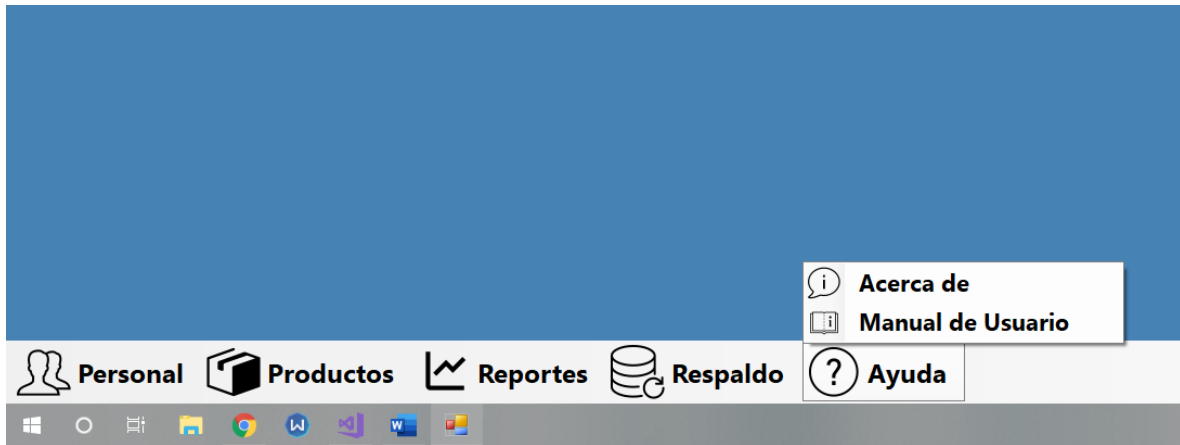 Acerca de
Manual de Usuario
Personal
Productos
Reportes
Respaldo
Ayuda